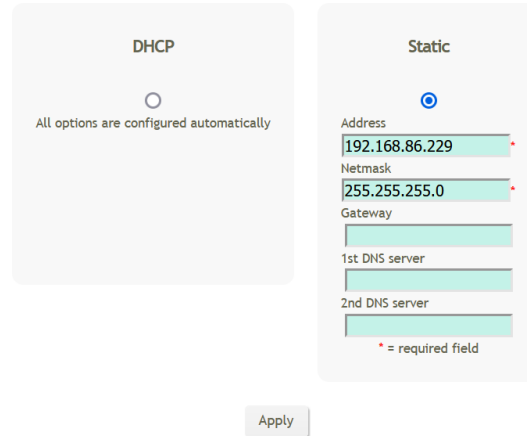 DHCP
All options are configured automatically
Static
Address
192.168.86.229*
Netmask
255.255.255.0*
Gateway
1st DNS server
2nd DNS server
* = required field
Apply